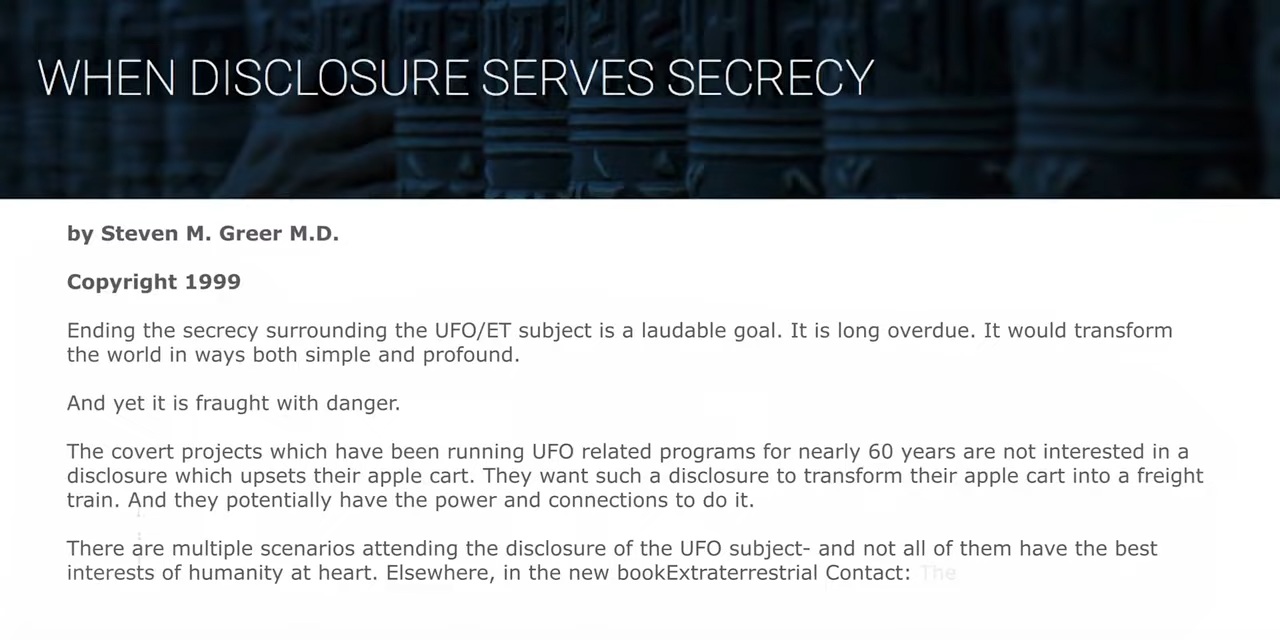 WHEN DISCLOSURE SERVES SECRECY
by Steven M. Greer M.D.
Copyright 1999
Ending the secrecy surrounding the UFO/ET subject is a laudable goal. It is long overdue. It would transform
the world in ways both simple and profound.
And yet it is fraught with danger.
The covert projects which have been running UFO related programs for nearly 60 years are not interested in a
disclosure which upsets their apple cart. They want such a disclosure to transform their apple cart into a freight
train. And they potentially have the power and connections to do it.
There are multiple scenarios attending the disclosure of the UFO subject- and not all of them have the best
interests of humanity at heart. Elsewhere, in the new bookExtraterrestrial Contact: The